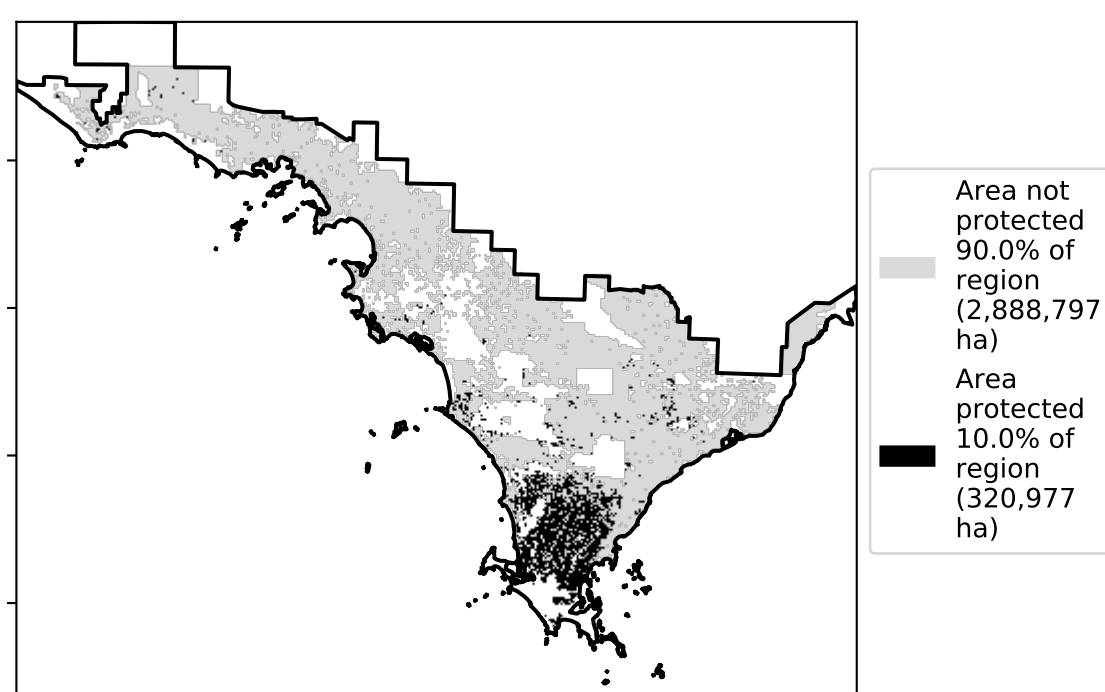 Area not
protected
90.0% of
region
(2,888,797
ha)
Area
protected
10.0% of
region
(320,977
ha)